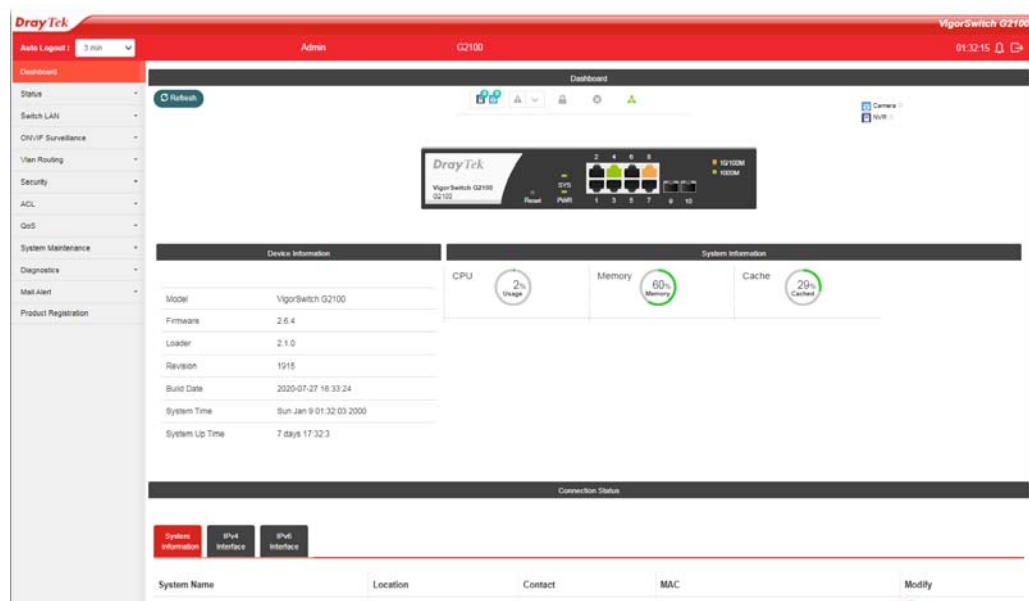 DrayTek VigorSwitch G2100
Auto Logout : 3 min Admin G2100 01:32:15
Dashboard
Status
Switch LAN
ONVIF Surveillance
Vlan Routing
Security
ACL
QoS
System Maintenance
Diagnostics
Mail Alert
Product Registration
Dashboard
Refresh
Camera
NVR
DrayTek
VigorSwitch G2100
G2100
Reset
SYS
PWR
2 4 6 8
1 3 5 7 9 10
10/100M
1000M
Device Information
Model VigorSwitch G2100
Firmware 2.6.4
Loader 2.1.0
Revision 1915
Build Date 2020-07-27 16:33:24
System Time Sun Jan 9 01:32:03 2000
System Up Time 7 days 17:32:3
System Information
CPU 2% Usage
Memory 60% Memory
Cache 29% Cached
Connection Status
System Information
IPv4 Interface
IPv6 Interface
System Name Location Contact MAC Modify